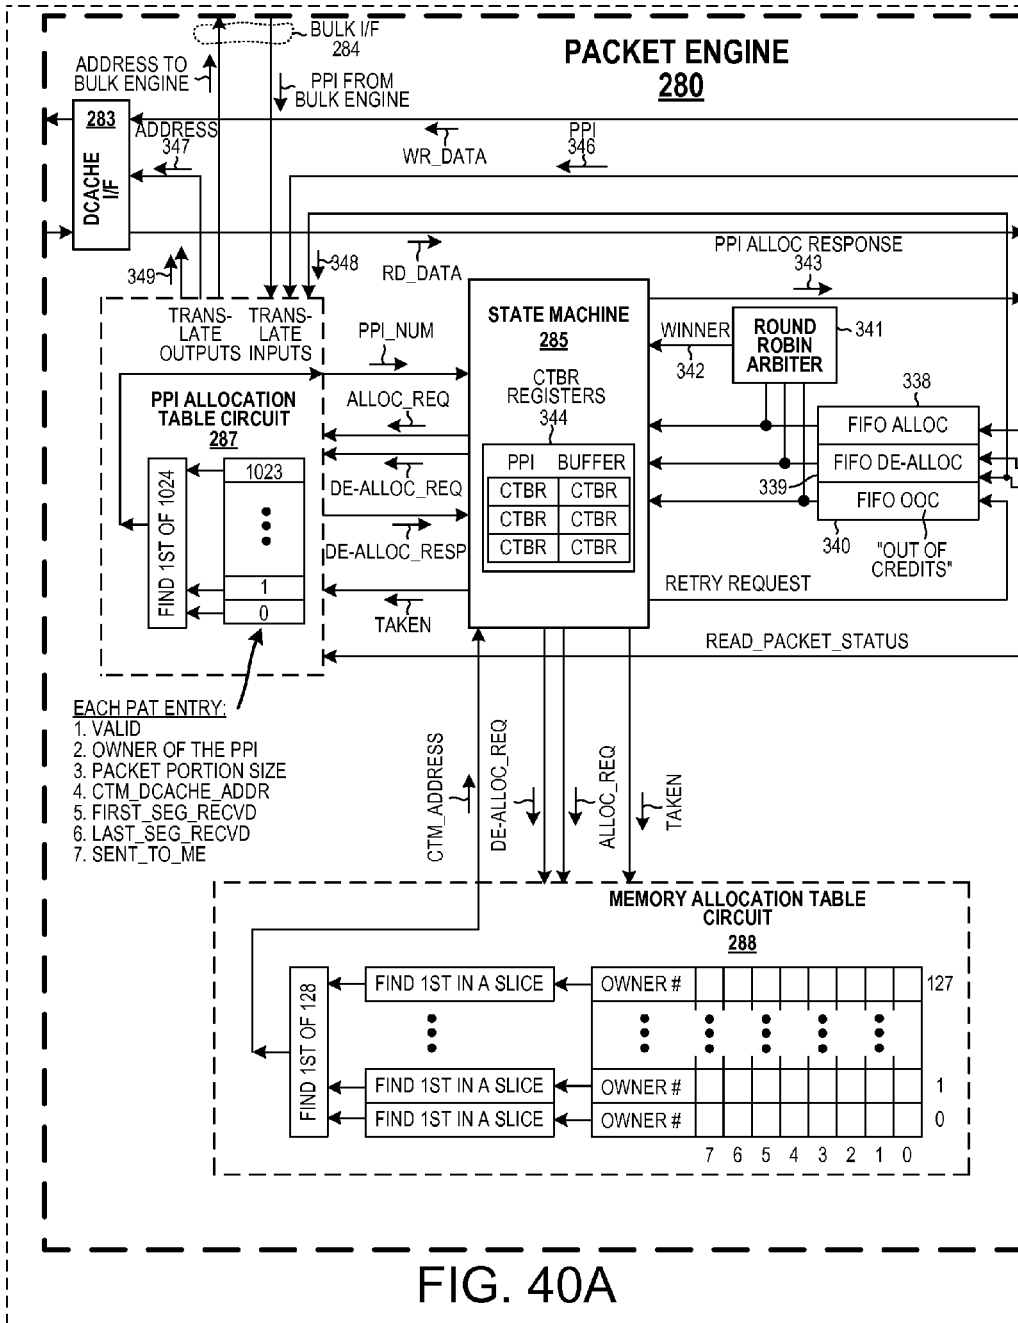 BULK I/F
284
PACKET ENGINE
280
ADDRESS TO
BULK ENGINE
PPI FROM
BULK ENGINE
283
DCACHE
I/F
ADDRESS
347
WR_DATA
PPI
346
349
348
RD_DATA
PPI ALLOC RESPONSE
343
TRANS-
LATE
OUTPUTS
TRANS-
LATE
INPUTS
PPI_NUM
STATE MACHINE
285
WINNER
342
ROUND
ROBIN
ARBITER
341
PPI ALLOCATION
TABLE CIRCUIT
287
ALLOC_REQ
CTBR
REGISTERS
344
338
FIFO ALLOC
FIFO DE-ALLOC
FIFO OOC
339
340
"OUT OF
CREDITS"
FIND 1ST OF 1024
1023
1
0
DE-ALLOC_REQ
PPI BUFFER
CTBR CTBR
CTBR CTBR
CTBR CTBR
DE-ALLOC_RESP
TAKEN
RETRY REQUEST
READ_PACKET_STATUS
EACH PAT ENTRY:
1. VALID
2. OWNER OF THE PPI
3. PACKET PORTION SIZE
4. CTM_DCACHE_ADDR
5. FIRST_SEG_RECVD
6. LAST_SEG_RECVD
7. SENT_TO_ME
CTM_ADDRESS
DE-ALLOC_REQ
ALLOC_REQ
TAKEN
MEMORY ALLOCATION TABLE
CIRCUIT
288
FIND 1ST OF 128
FIND 1ST IN A SLICE OWNER # 127
FIND 1ST IN A SLICE OWNER # 1
FIND 1ST IN A SLICE OWNER # 0
7 6 5 4 3 2 1 0
FIG. 40A